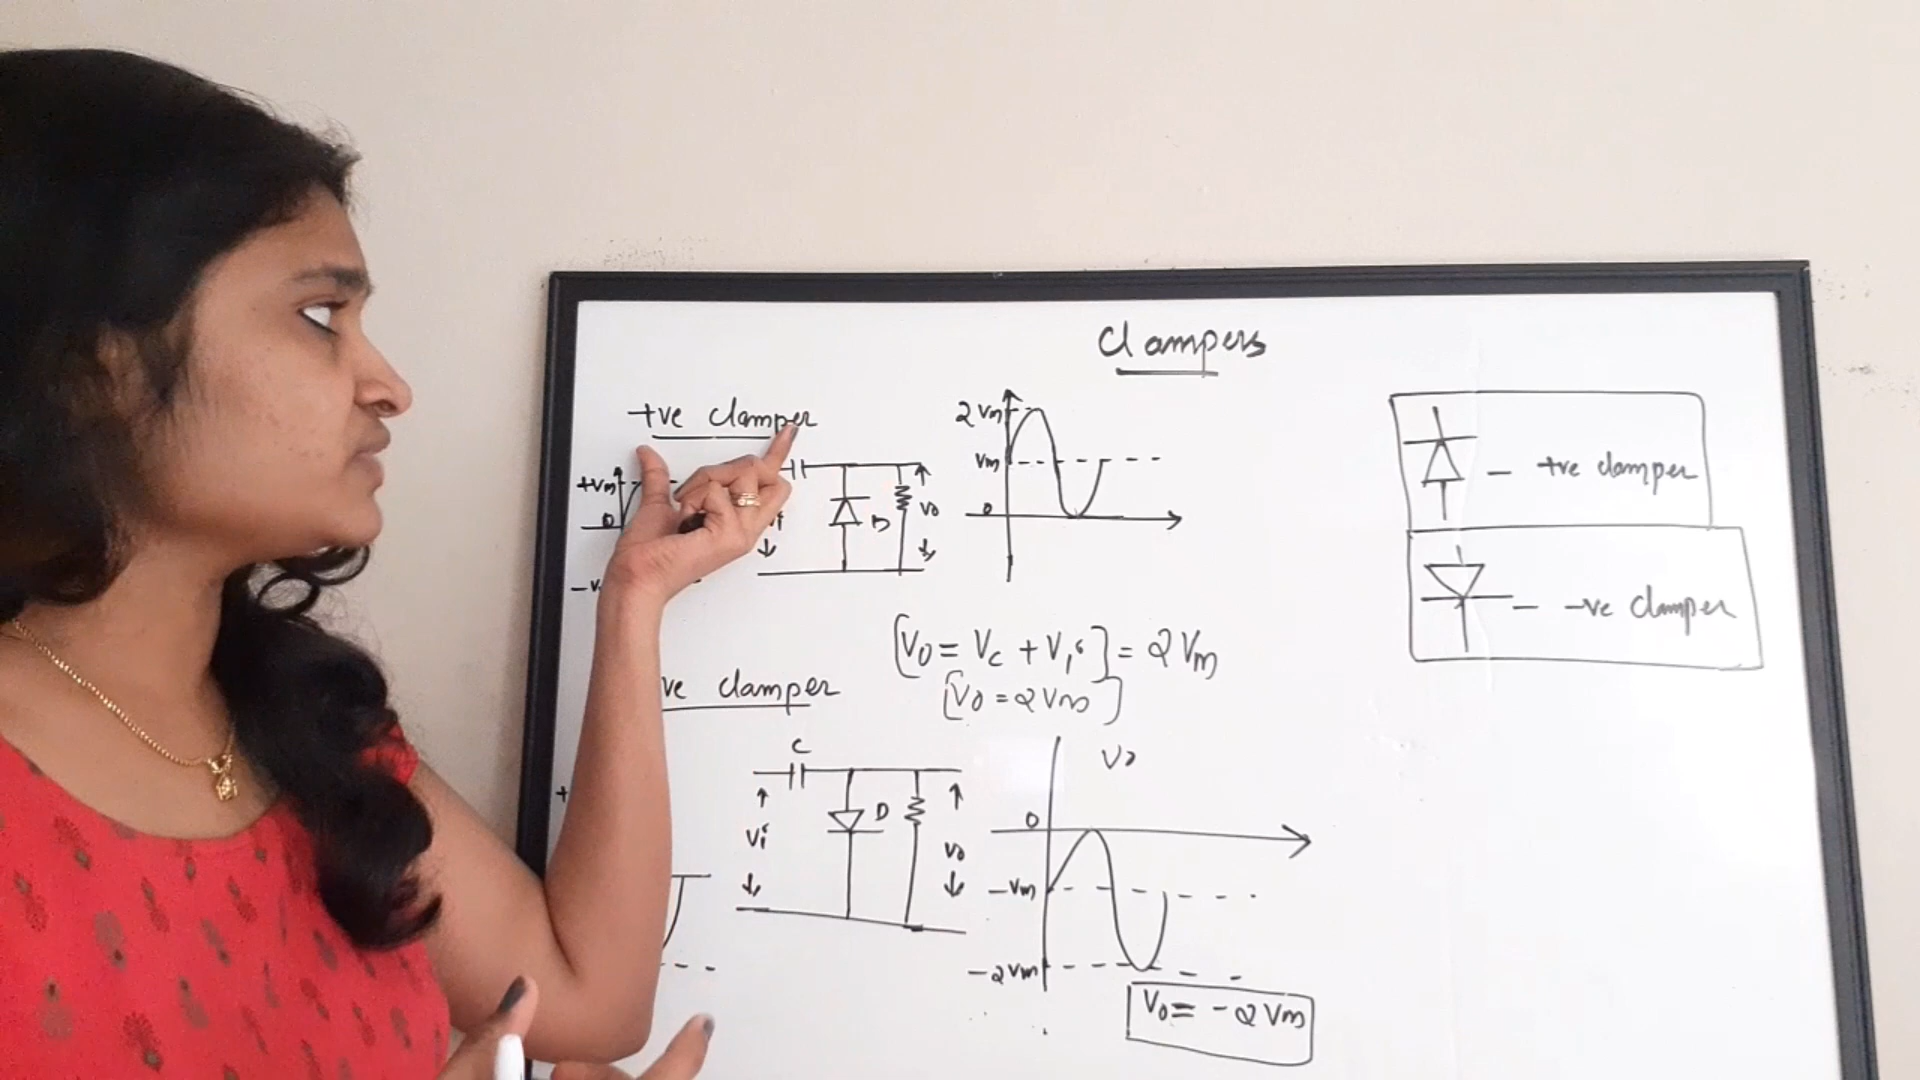 Clampers
+ve clamper
+Vm
0
-V
D
Vo
2Vm
Vm
0
- +ve clamper
- -ve clamper
[Vo = Vc + Vi] = 2Vm
[Vo = 2Vm]
ve clamper
+
C
Vi
D
Vo
Vo
0
-Vm
-2Vm
Vo = -2Vm